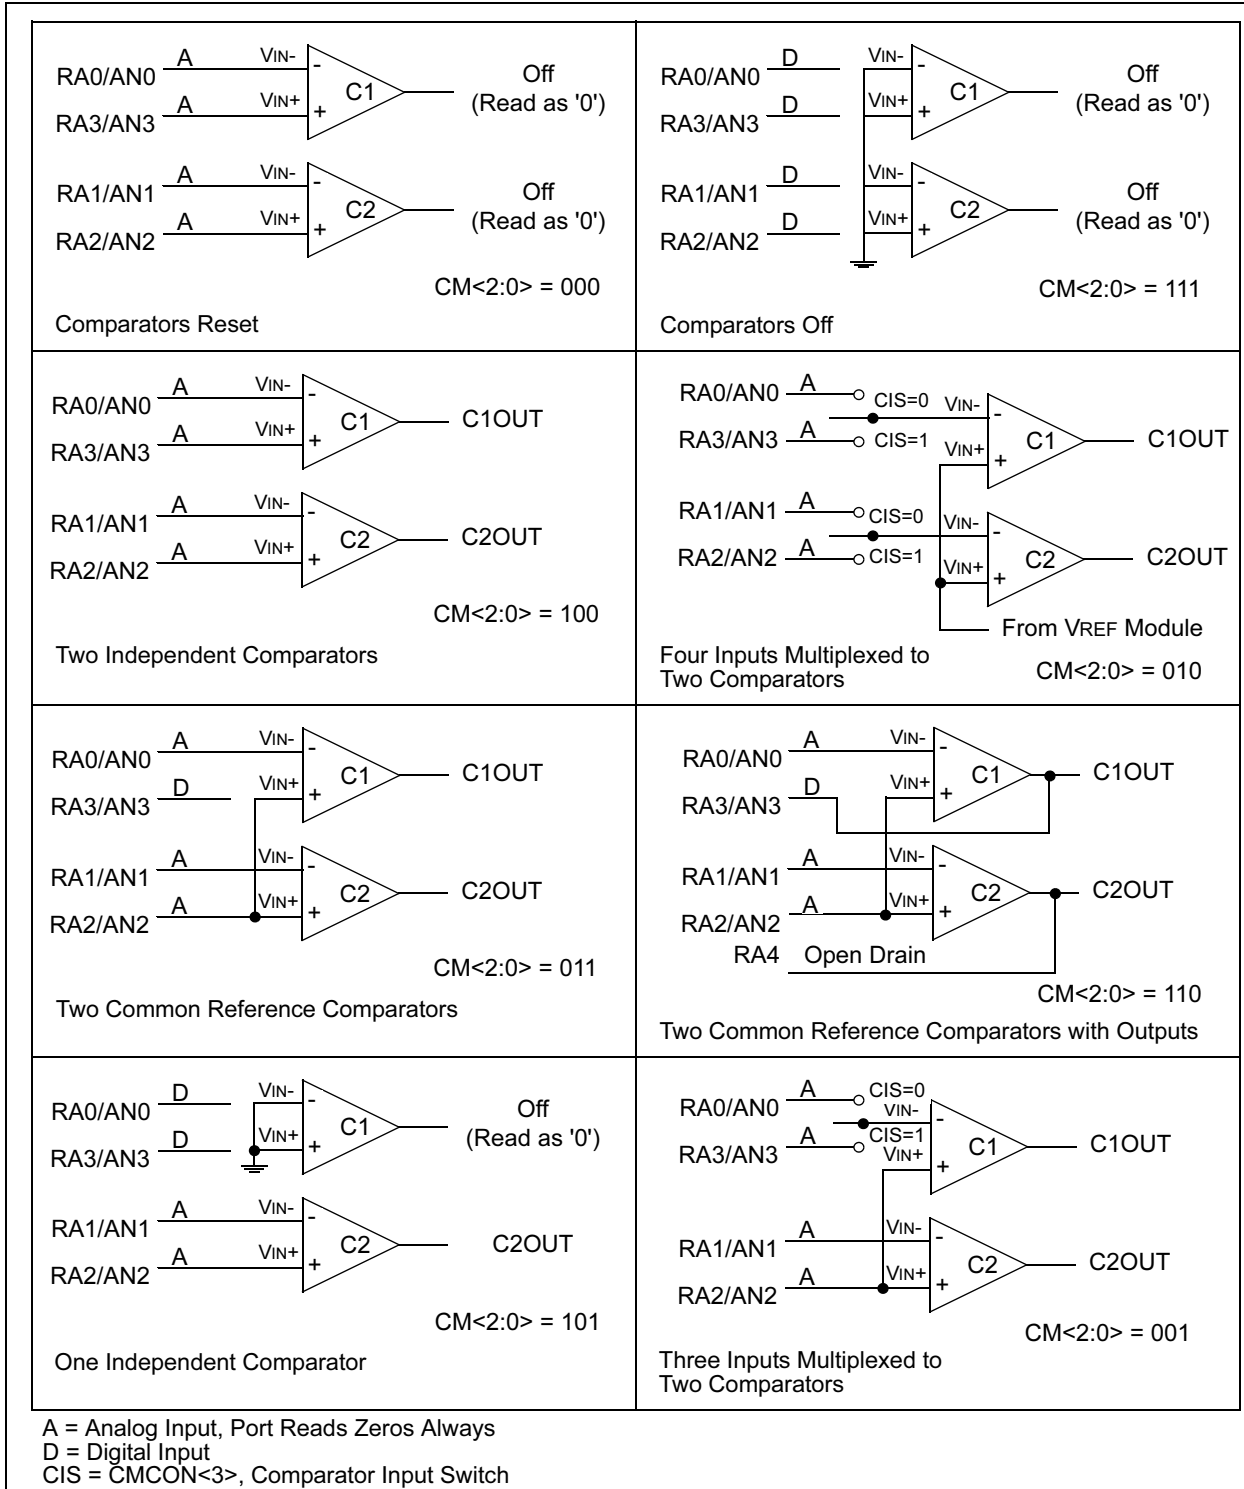 RA0/AN0 A VIN- - C1 Off
RA3/AN3 A VIN+ + (Read as '0')
RA1/AN1 A VIN- - C2 Off
RA2/AN2 A VIN+ + (Read as '0')
CM<2:0> = 000
Comparators Reset
RA0/AN0 D VIN- - C1 Off
RA3/AN3 D VIN+ + (Read as '0')
RA1/AN1 D VIN- - C2 Off
RA2/AN2 D VIN+ + (Read as '0')
CM<2:0> = 111
Comparators Off
RA0/AN0 A VIN- - C1 C1OUT
RA3/AN3 A VIN+ +
RA1/AN1 A VIN- - C2 C2OUT
RA2/AN2 A VIN+ +
CM<2:0> = 100
Two Independent Comparators
RA0/AN0 A CIS=0 VIN- - C1 C1OUT
RA3/AN3 A CIS=1 VIN+ +
RA1/AN1 A CIS=0 VIN- - C2 C2OUT
RA2/AN2 A CIS=1 VIN+ +
From VREF Module
Four Inputs Multiplexed to
Two Comparators
CM<2:0> = 010
RA0/AN0 A VIN- - C1 C1OUT
RA3/AN3 D VIN+ +
RA1/AN1 A VIN- - C2 C2OUT
RA2/AN2 A VIN+ +
CM<2:0> = 011
Two Common Reference Comparators
RA0/AN0 A VIN- - C1 C1OUT
RA3/AN3 D VIN+ +
RA1/AN1 A VIN- - C2 C2OUT
RA2/AN2 A VIN+ +
RA4 Open Drain
CM<2:0> = 110
Two Common Reference Comparators with Outputs
RA0/AN0 D VIN- - C1 Off
RA3/AN3 D VIN+ + (Read as '0')
RA1/AN1 A VIN- - C2 C2OUT
RA2/AN2 A VIN+ +
CM<2:0> = 101
One Independent Comparator
RA0/AN0 A CIS=0 VIN- - C1 C1OUT
RA3/AN3 A CIS=1 VIN+ +
RA1/AN1 A VIN- - C2 C2OUT
RA2/AN2 A VIN+ +
CM<2:0> = 001
Three Inputs Multiplexed to
Two Comparators
A = Analog Input, Port Reads Zeros Always
D = Digital Input
CIS = CMCON<3>, Comparator Input Switch